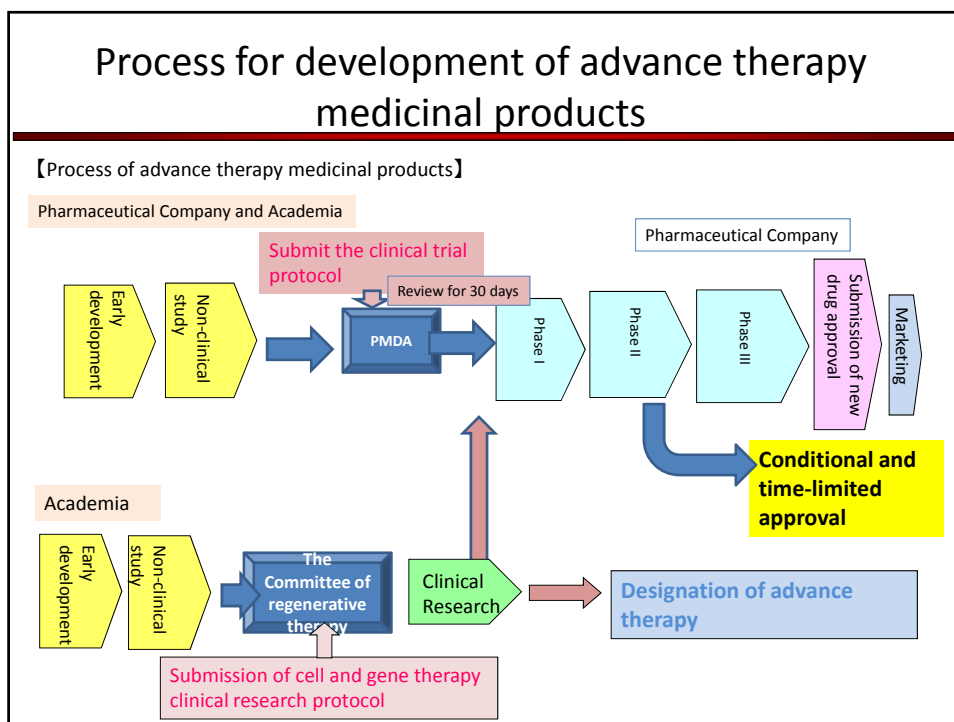 Process for development of advance therapy
medicinal products
【Process of advance therapy medicinal products】
Pharmaceutical Company and Academia
Submit the clinical trial
protocol
Review for 30 days
Pharmaceutical Company
Early
development
Non-clinical
study
PMDA
Phase I
Phase II
Phase III
Submission of new
drug approval
Marketing
Conditional and
time-limited
approval
Academia
Early
development
Non-clinical
study
The
Committee of
regenerative
therapy
Clinical
Research
Designation of advance
therapy
Submission of cell and gene therapy
clinical research protocol